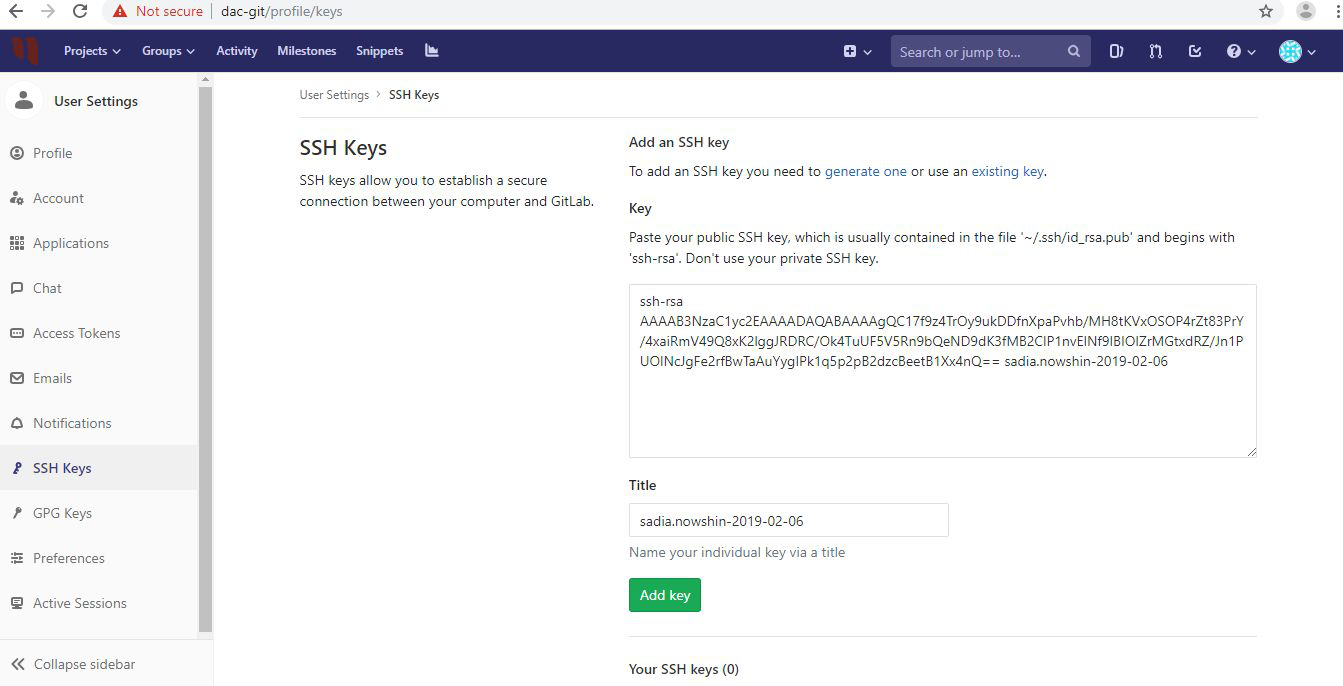 Not secure | dac-git/profile/keys
Projects Groups Activity Milestones Snippets Search or jump to...
User Settings
Profile
Account
Applications
Chat
Access Tokens
Emails
Notifications
SSH Keys
GPG Keys
Preferences
Active Sessions
Collapse sidebar
User Settings > SSH Keys
SSH Keys
SSH keys allow you to establish a secure
connection between your computer and GitLab.
Add an SSH key
To add an SSH key you need to generate one or use an existing key.
Key
Paste your public SSH key, which is usually contained in the file '~/.ssh/id_rsa.pub' and begins with
'ssh-rsa'. Don't use your private SSH key.
ssh-rsa
AAAAB3NzaC1yc2EAAAADAQABAAAAgQC17f9z4TrOy9ukDDfnXpaPvhb/MH8tKVxOSOP4rZt83PrY
/4xaiRmV49Q8xK2IggJRDRC/Ok4TuUF5V5Rn9bQeND9dK3fMB2CIP1nvEINf9IBIOIZrMGtxdRZ/Jn1P
UOINcJgFe2rfBwTaAuYygIPk1q5p2pB2dzcBeetB1Xx4nQ== sadia.nowshin-2019-02-06
Title
sadia.nowshin-2019-02-06
Name your individual key via a title
Add key
Your SSH keys (0)